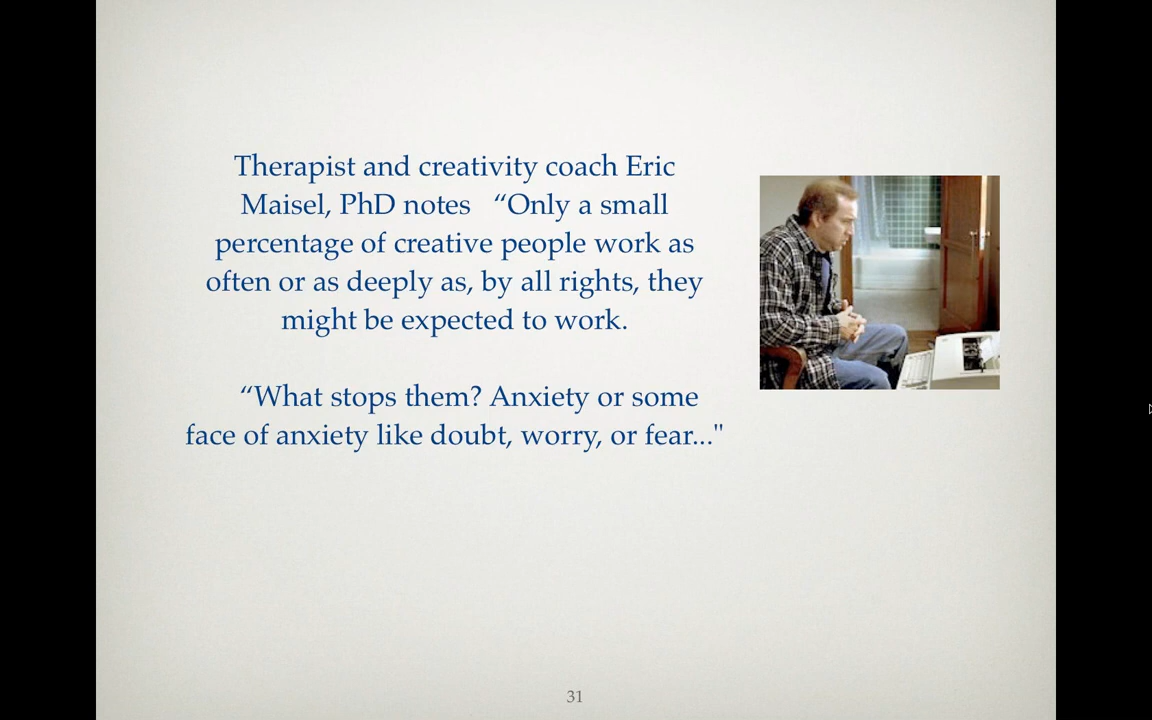 Therapist and creativity coach Eric
Maisel, PhD notes “Only a small
percentage of creative people work as
often or as deeply as, by all rights, they
might be expected to work.
“What stops them? Anxiety or some
face of anxiety like doubt, worry, or fear..."
31